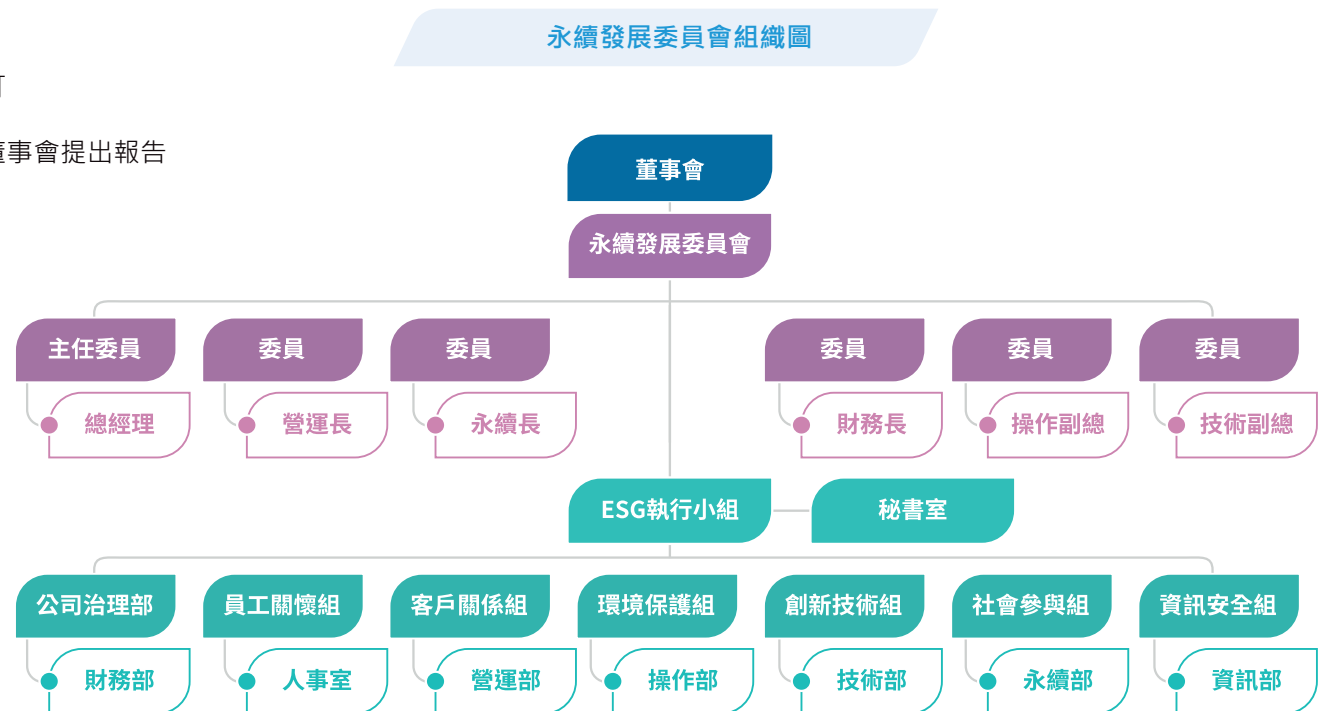 永續發展委員會組織圖
董事會提出報告
董事會
永續發展委員會
主任委員 委員 委員 委員 委員 委員
總經理 營運長 永續長 財務長 操作副總 技術副總
ESG執行小組 秘書室
公司治理部 員工關懷組 客戶關係組 環境保護組 創新技術組 社會參與組 資訊安全組
財務部 人事室 營運部 操作部 技術部 永續部 資訊部